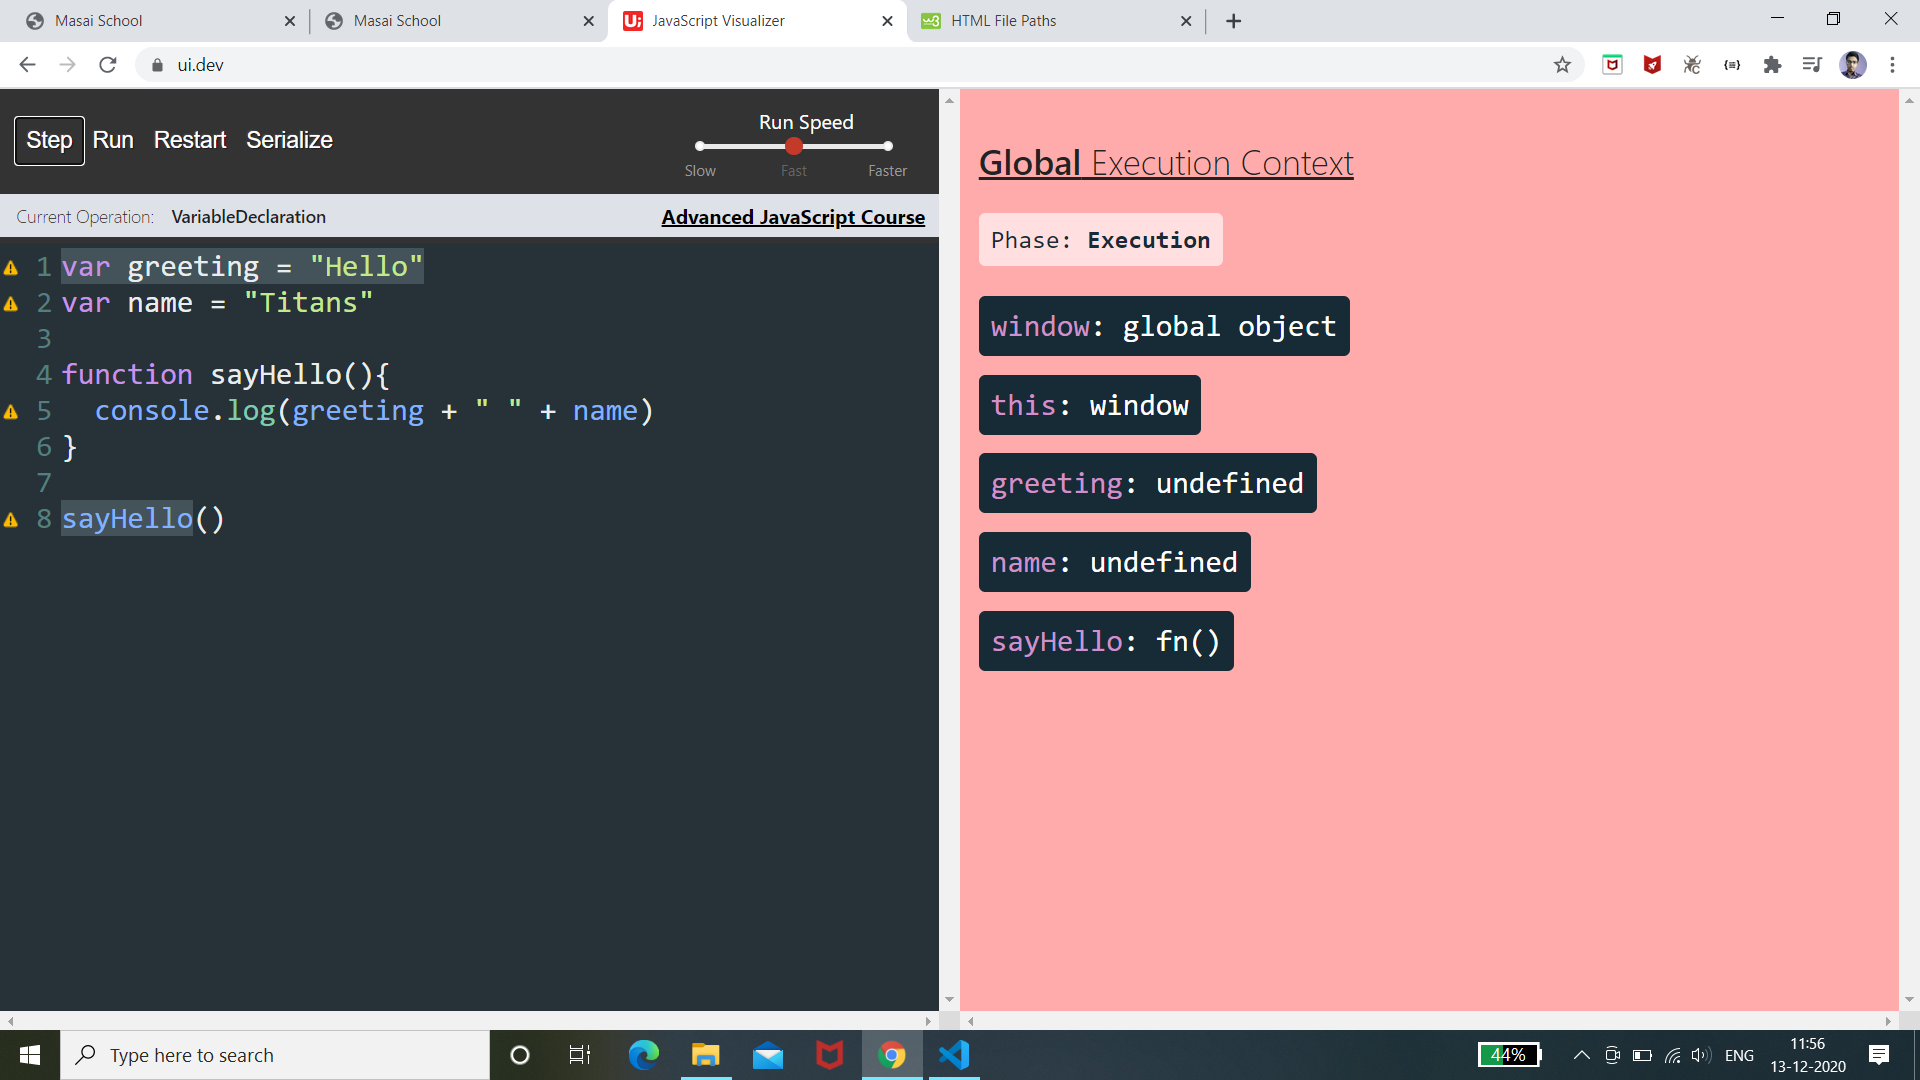 Masai School
Masai School
JavaScript Visualizer
HTML File Paths
ui.dev
Step Run Restart Serialize
Run Speed
Slow Fast Faster
Current Operation: VariableDeclaration
Advanced JavaScript Course
1 var greeting = "Hello"
2 var name = "Titans"
3
4 function sayHello(){
5 console.log(greeting + " " + name)
6 }
7
8 sayHello()
Global Execution Context
Phase: Execution
window: global object
this: window
greeting: undefined
name: undefined
sayHello: fn()
Type here to search
44%
ENG
11:56
13-12-2020